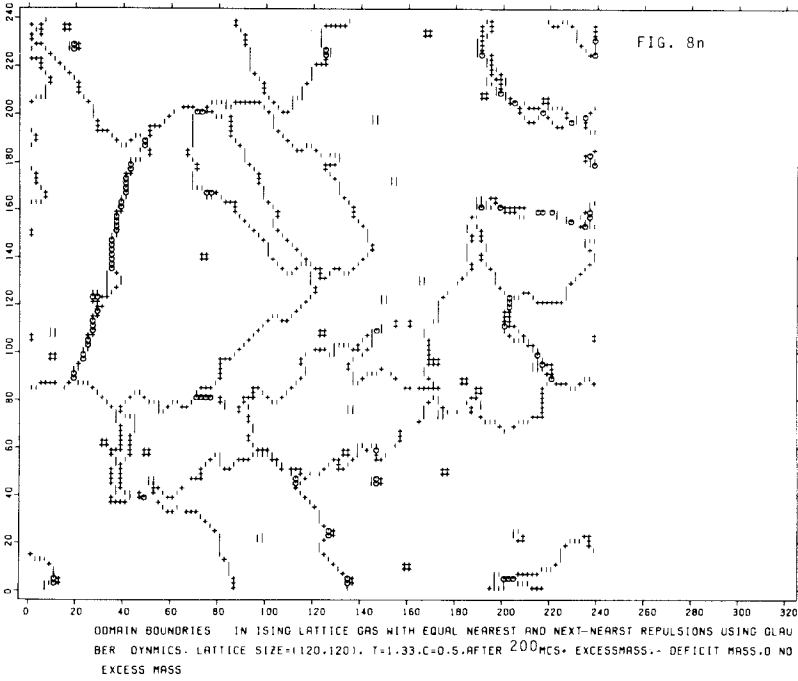 FIG. 8n
240
220
200
180
160
140
120
100
80
60
40
20
0
0 20 40 60 80 100 120 140 160 180 200 220 240 260 280 300 320
DOMAIN BOUNDRIES IN ISING LATTICE GAS WITH EQUAL NEAREST AND NEXT-NEAREST REPULSIONS USING GLAU
BER DYNMICS. LATTICE SIZE=(120,120). T=1.33.C=0.5.AFTER 200MCS+ EXCESSMASS.- DEFICIT MASS.O NO
EXCESS MASS